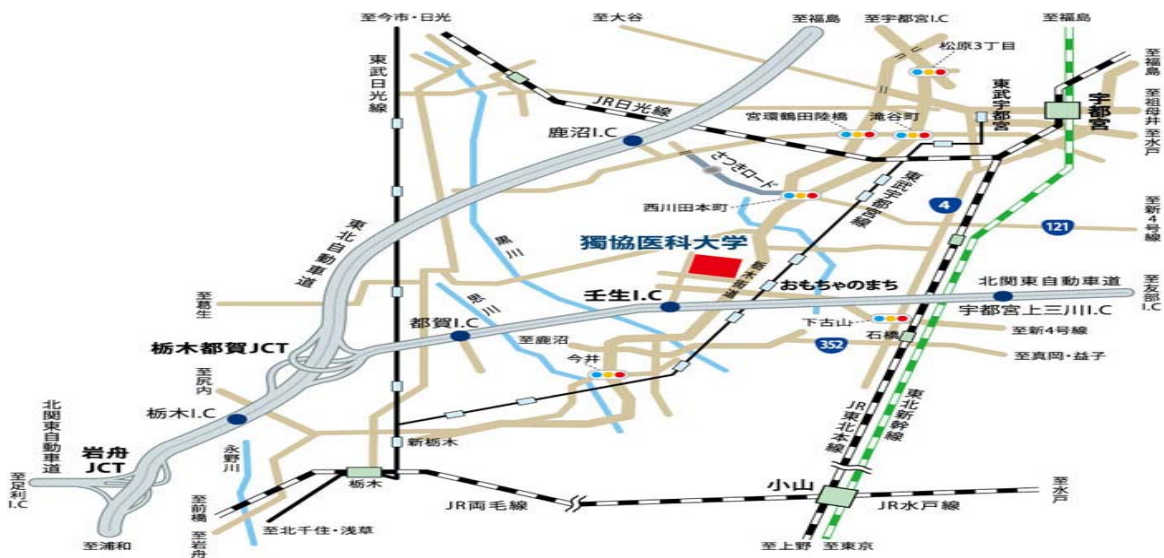 至今市・日光
至大谷
至福島
至宇都宮I.C
至福島
松原3丁目
至福島
東武日光線
JR日光線
東武宇都宮
宇都宮
至祖母井
宮環鶴田陸橋
滝谷町
至水戸
鹿沼I.C
さつきロード
東武宇都宮線
西川田本町
4
121
至新4号線
東北自動車道
黒川
獨協医科大学
栃木街道
おもちゃのまち
北関東自動車道
至友部I.C
至葛生
思川
壬生I.C
宇都宮上三川I.C
都賀I.C
下古山
石橋
至新4号線
栃木都賀JCT
至鹿沼
352
至真岡・益子
今井
至尻内
栃木I.C
北関東自動車道
岩舟
JCT
永野川
新栃木
JR東北本線
東北新幹線
至足利I.C
栃木
小山
至水戸
至前橋
JR両毛線
JR水戸線
至北千住・浅草
至浦和
至岩舟
至上野
至東京